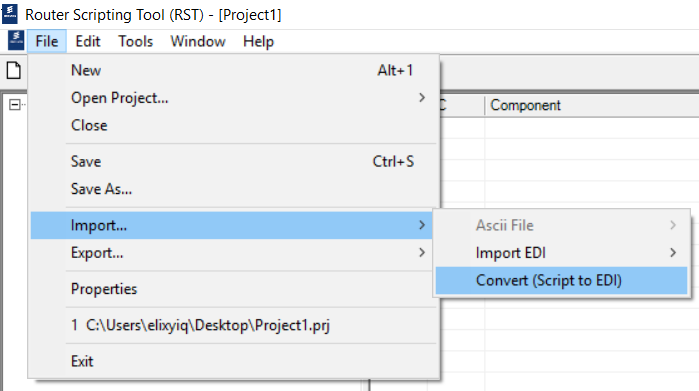 Router Scripting Tool (RST) - [Project1]
File Edit Tools Window Help
New Alt+1
Open Project...
Close
C Component
Save Ctrl+S
Save As...
Import...
Ascii File
Export...
Import EDI
Properties
Convert (Script to EDI)
1 C:\Users\elixyiq\Desktop\Project1.prj
Exit